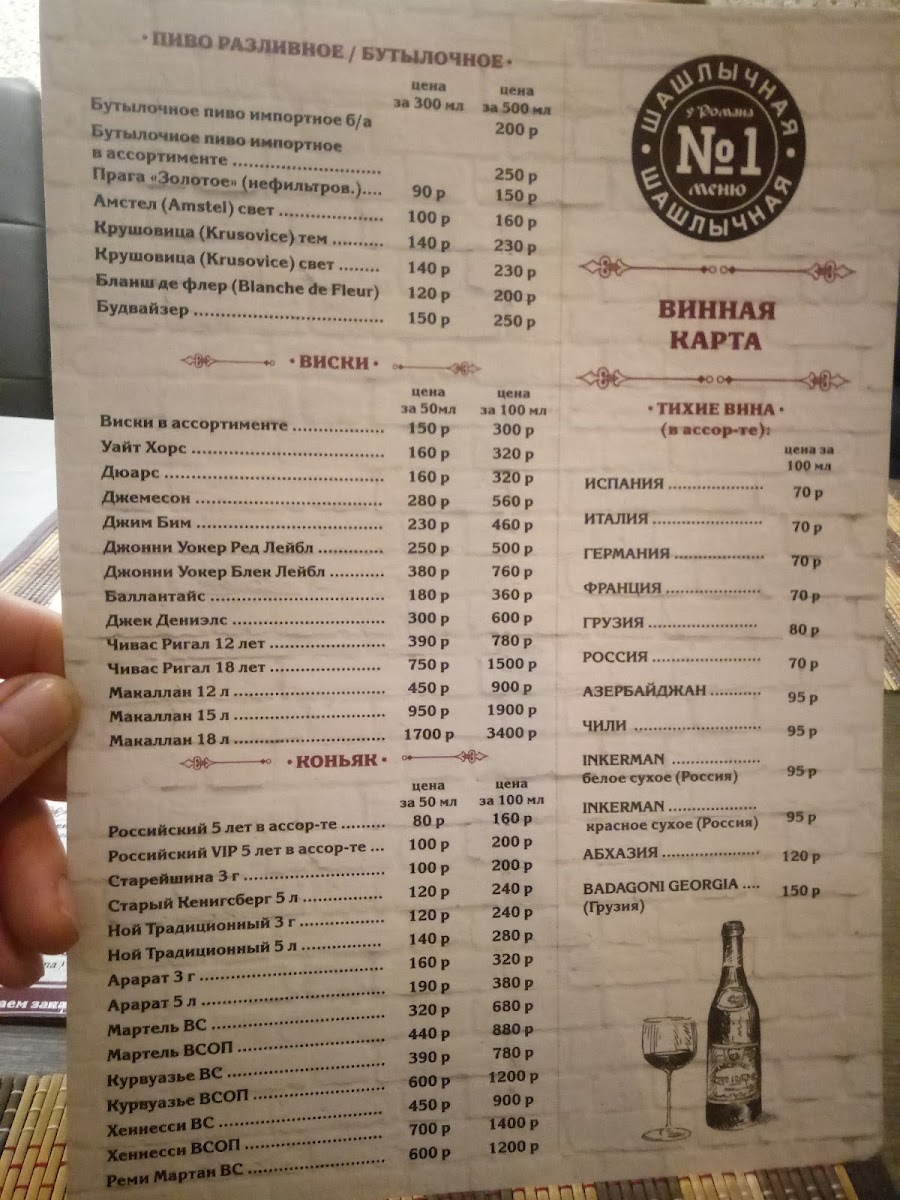 · ПИВО РАЗЛИВНОЕ / БУТЫЛОЧНОЕ ·
цена за 300 мл цена за 500 мл
Бутылочное пиво импортное б/а 200 р
Бутылочное пиво импортное
в ассортименте 250 р
Прага «Золотое» (нефильтров.).... 90 р 150 р
Амстел (Amstel) свет 100 р 160 р
Крушовица (Krusovice) тем 140 р 230 р
Крушовица (Krusovice) свет 140 р 230 р
Бланш де флер (Blanche de Fleur) 120 р 200 р
Будвайзер 150 р 250 р
· ВИСКИ ·
цена за 50мл цена за 100 мл
Виски в ассортименте 150 р 300 р
Уайт Хорс 160 р 320 р
Дюарс 160 р 320 р
Джемесон 280 р 560 р
Джим Бим 230 р 460 р
Джонни Уокер Ред Лейбл 250 р 500 р
Джонни Уокер Блек Лейбл 380 р 760 р
Баллантайс 180 р 360 р
Джек Дениэлс 300 р 600 р
Чивас Ригал 12 лет 390 р 780 р
Чивас Ригал 18 лет 750 р 1500 р
Макаллан 12 л 450 р 900 р
Макаллан 15 л 950 р 1900 р
Макаллан 18 л 1700 р 3400 р
· КОНЬЯК ·
цена за 50 мл цена за 100 мл
Российский 5 лет в ассор-те 80 р 160 р
Российский VIP 5 лет в ассор-те ... 100 р 200 р
Старейшина 3 г 100 р 200 р
Старый Кенигсберг 5 л 120 р 240 р
Ной Традиционный 3 г 120 р 240 р
Ной Традиционный 5 л 140 р 280 р
Арарат 3 г 160 р 320 р
Арарат 5 л 190 р 380 р
Мартель ВС 320 р 680 р
Мартель ВСОП 440 р 880 р
Курвуазье ВС 390 р 780 р
Курвуазье ВСОП 600 р 1200 р
Хеннесси ВС 450 р 900 р
Хеннесси ВСОП 700 р 1400 р
Реми Мартан ВС 600 р 1200 р
ШАШЛЫЧНАЯ
у Романа
№1
меню
ШАШЛЫЧНАЯ
ВИННАЯ
КАРТА
· ТИХИЕ ВИНА ·
(в ассор-те):
цена за
100 мл
ИСПАНИЯ 70 р
ИТАЛИЯ 70 р
ГЕРМАНИЯ 70 р
ФРАНЦИЯ 70 р
ГРУЗИЯ 80 р
РОССИЯ 70 р
АЗЕРБАЙДЖАН 95 р
ЧИЛИ 95 р
INKERMAN
белое сухое (Россия) 95 р
INKERMAN
красное сухое (Россия) 95 р
АБХАЗИЯ 120 р
BADAGONI GEORGIA .... 150 р
(Грузия)